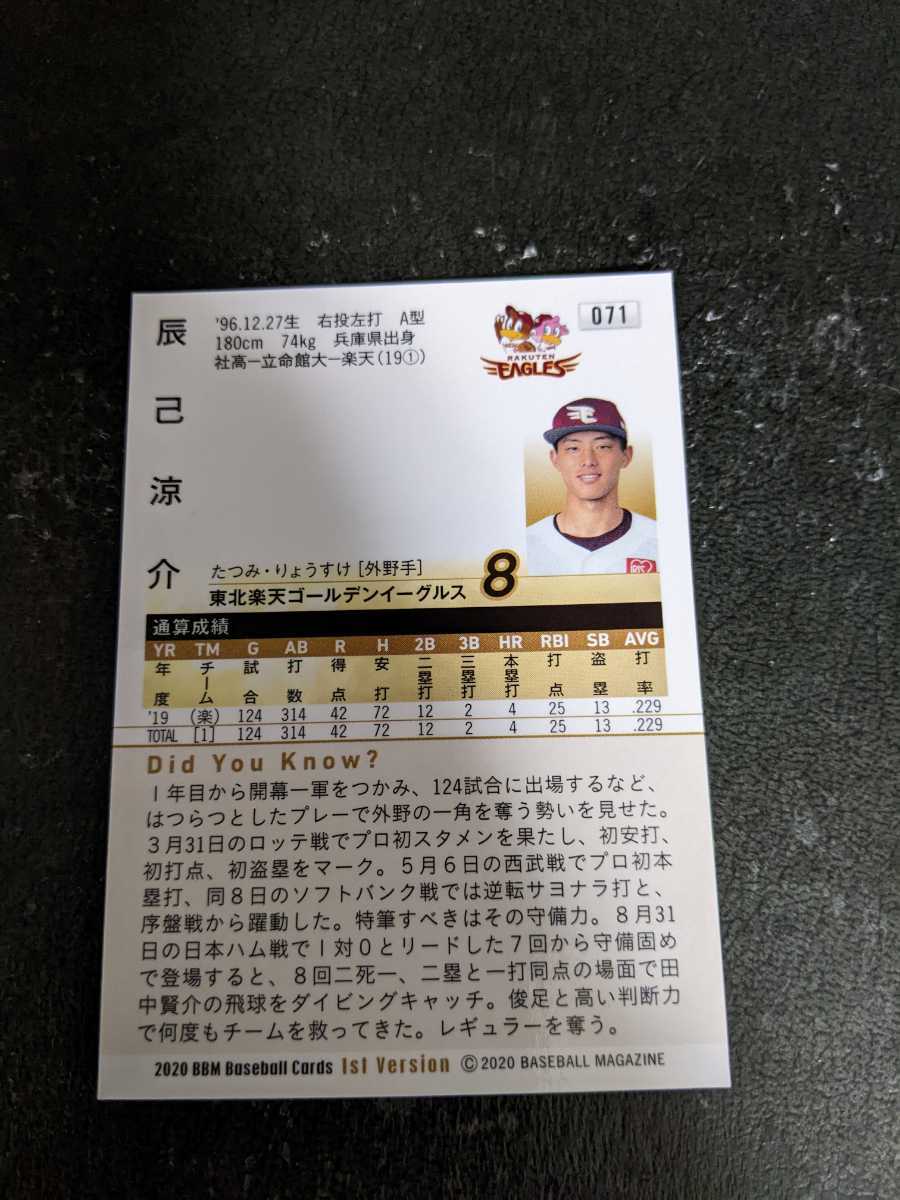 辰己涼介
'96.12.27生 右投左打 A型
180cm 74kg 兵庫県出身
社高ー立命館大ー楽天(19①)
RAKUTEN
EAGLES
071
たつみ・りょうすけ[外野手]
東北楽天ゴールデンイーグルス
8
通算成績
YR TM G AB R H 2B 3B HR RBI SB AVG
年度 チーム 試合 打数 得点 安打 二塁打 三塁打 本塁打 打点 盗塁 打率
'19 (楽) 124 314 42 72 12 2 4 25 13 .229
TOTAL [1] 124 314 42 72 12 2 4 25 13 .229
Did You Know?
1年目から開幕一軍をつかみ、124試合に出場するなど、
はつらつとしたプレーで外野の一角を奪う勢いを見せた。
3月31日のロッテ戦でプロ初スタメンを果たし、初安打、
初打点、初盗塁をマーク。5月6日の西武戦でプロ初本
塁打、同8日のソフトバンク戦では逆転サヨナラ打と、
序盤戦から躍動した。特筆すべきはその守備力。8月31
日の日本ハム戦で1対0とリードした7回から守備固め
で登場すると、8回二死一、二塁と一打同点の場面で田
中賢介の飛球をダイビングキャッチ。俊足と高い判断力
で何度もチームを救ってきた。レギュラーを奪う。
2020 BBM Baseball Cards 1st Version ©2020 BASEBALL MAGAZINE